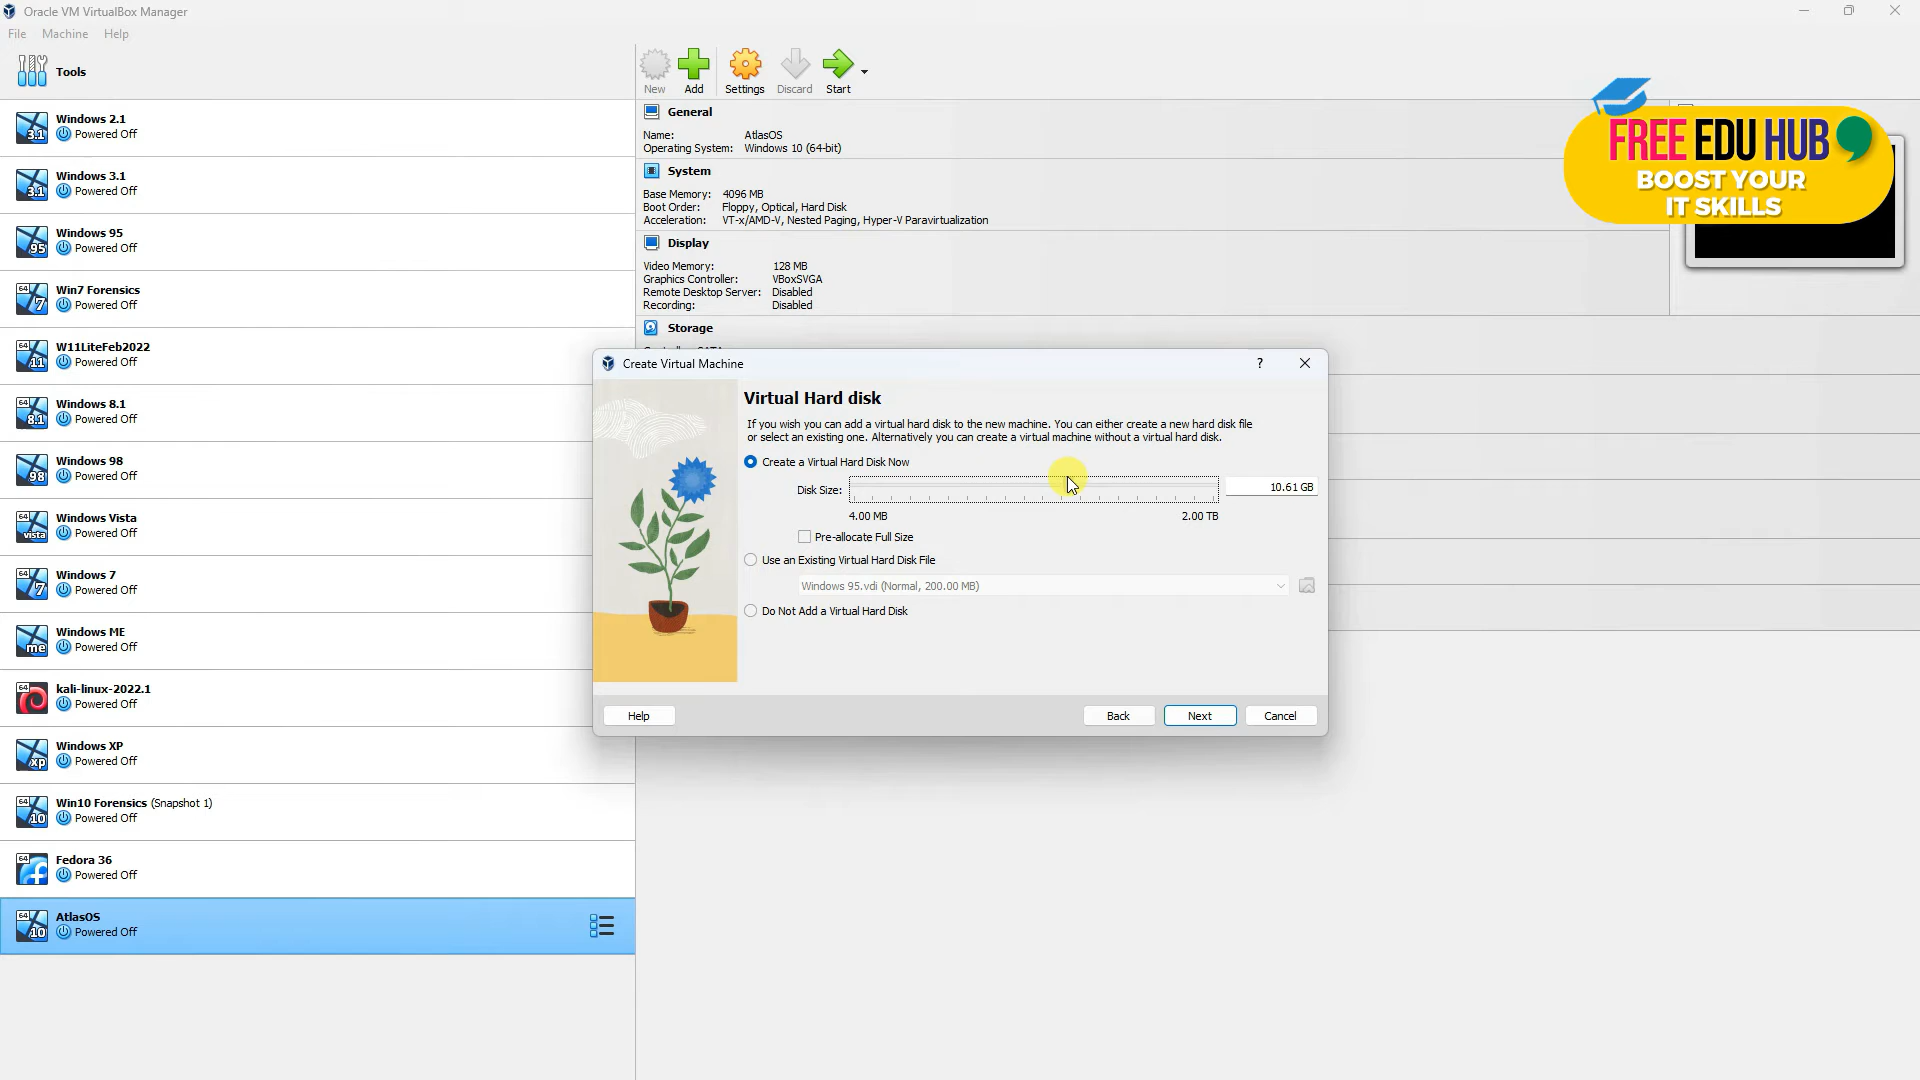 Oracle VM VirtualBox Manager
File Machine Help
Tools
New Add Settings Discard Start
Windows 2.1
Powered Off
Windows 3.1
Powered Off
Windows 95
Powered Off
Win7 Forensics
Powered Off
W11LiteFeb2022
Powered Off
Windows 8.1
Powered Off
Windows 98
Powered Off
Windows Vista
Powered Off
Windows 7
Powered Off
Windows ME
Powered Off
kali-linux-2022.1
Powered Off
Windows XP
Powered Off
Win10 Forensics (Snapshot 1)
Powered Off
Fedora 36
Powered Off
AtlasOS
Powered Off
General
Name: AtlasOS
Operating System: Windows 10 (64-bit)
System
Base Memory: 4096 MB
Boot Order: Floppy, Optical, Hard Disk
Acceleration: VT-x/AMD-V, Nested Paging, Hyper-V Paravirtualization
Display
Video Memory: 128 MB
Graphics Controller: VBoxSVGA
Remote Desktop Server: Disabled
Recording: Disabled
Storage
FREE EDU HUB
BOOST YOUR
IT SKILLS
Create Virtual Machine
Virtual Hard disk
If you wish you can add a virtual hard disk to the new machine. You can either create a new hard disk file
or select an existing one. Alternatively you can create a virtual machine without a virtual hard disk.
Create a Virtual Hard Disk Now
Disk Size: 10.61 GB
4.00 MB 2.00 TB
Pre-allocate Full Size
Use an Existing Virtual Hard Disk File
Windows 95.vdi (Normal, 200.00 MB)
Do Not Add a Virtual Hard Disk
Help Back Next Cancel